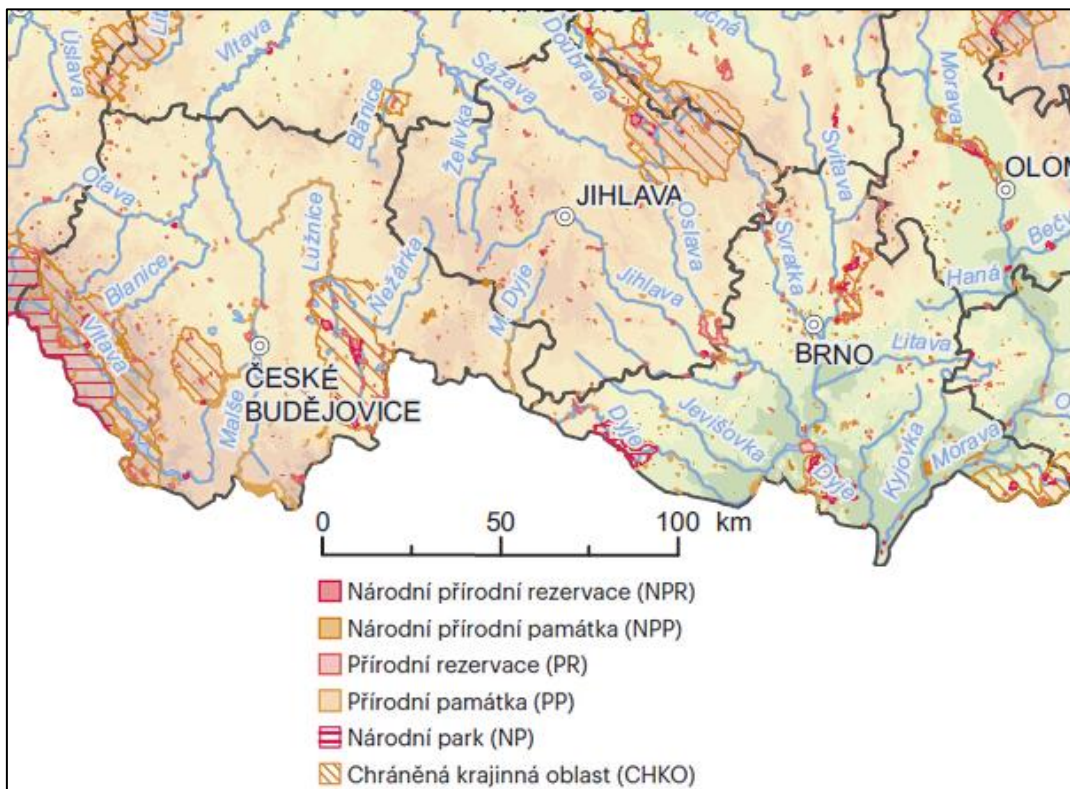 Úslava
Vltava
Sázava
Doubrava
Morava
Blanice
Želivka
Svitava
OLOM
Otava
JIHLAVA
Oslava
Bečv
Lužnice
Svratka
Blanice
Nežárka
Haná
M. Dyje
Jihlava
Vltava
BRNO
Litava
ČESKÉ
BUDĚJOVICE
Malše
Dyje
Jevišovka
Kyjovka
Morava
Dyje
0 50 100 km
Národní přírodní rezervace (NPR)
Národní přírodní památka (NPP)
Přírodní rezervace (PR)
Přírodní památka (PP)
Národní park (NP)
Chráněná krajinná oblast (CHKO)